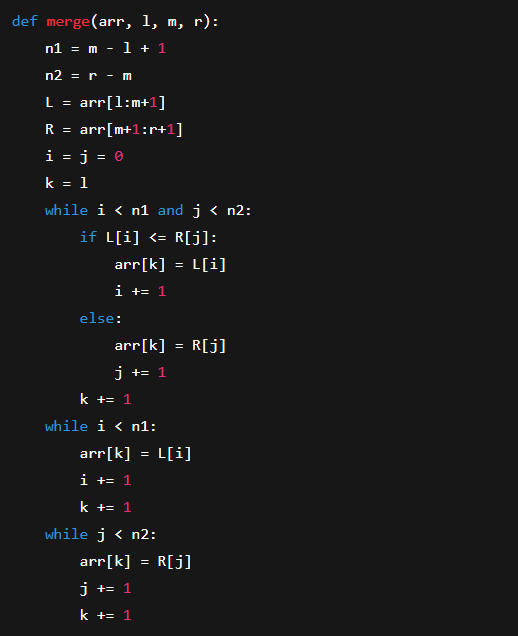 def merge(arr, l, m, r):
    n1 = m - l + 1
    n2 = r - m
    L = arr[l:m+1]
    R = arr[m+1:r+1]
    i = j = 0
    k = l
    while i < n1 and j < n2:
        if L[i] <= R[j]:
            arr[k] = L[i]
            i += 1
        else:
            arr[k] = R[j]
            j += 1
        k += 1
    while i < n1:
        arr[k] = L[i]
        i += 1
        k += 1
    while j < n2:
        arr[k] = R[j]
        j += 1
        k += 1